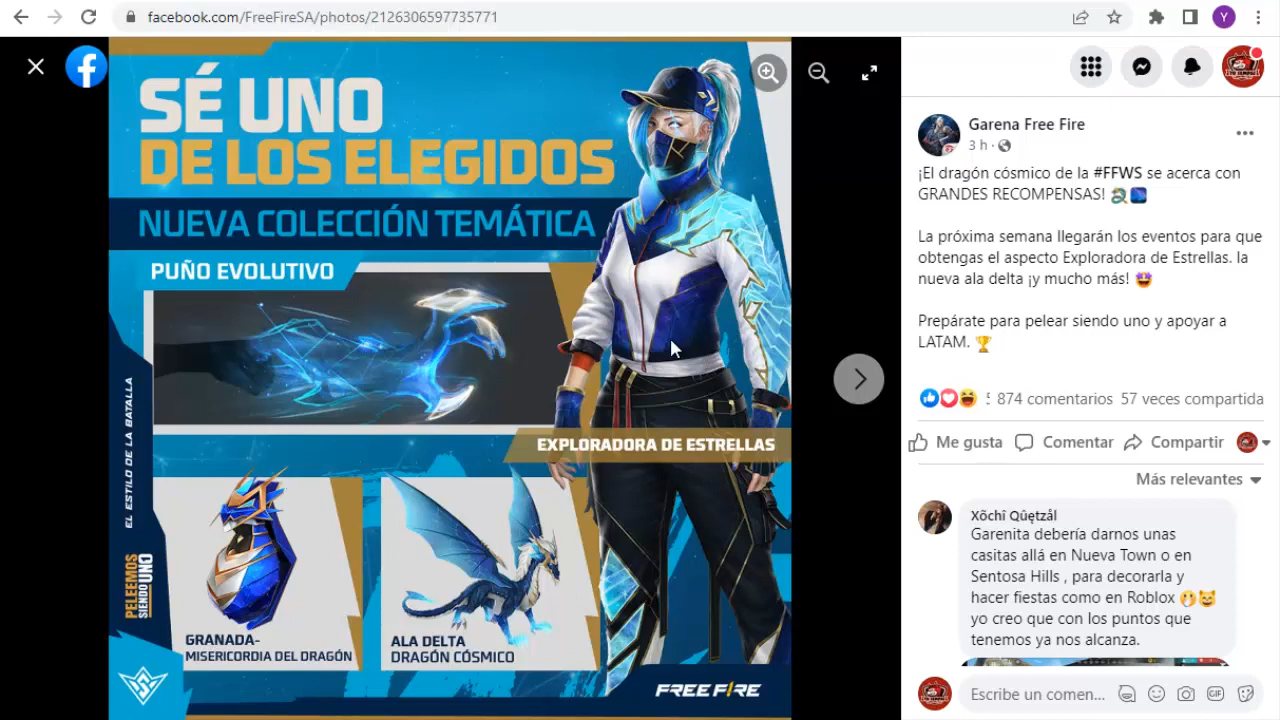 facebook.com/FreeFireSA/photos/2126306597735771
Y
SÉ UNO
DE LOS ELEGIDOS
NUEVA COLECCIÓN TEMÁTICA
PUÑO EVOLUTIVO
EXPLORADORA DE ESTRELLAS
EL ESTILO DE LA BATALLA
PELEEMOS
SIENDO UNO
GRANADA-
MISERICORDIA DEL DRAGÓN
ALA DELTA
DRAGÓN CÓSMICO
FREE FIRE
Garena Free Fire
3 h ·
¡El dragón cósmico de la #FFWS se acerca con
GRANDES RECOMPENSAS!
La próxima semana llegarán los eventos para que
obtengas el aspecto Exploradora de Estrellas. la
nueva ala delta ¡y mucho más!
Prepárate para pelear siendo uno y apoyar a
LATAM.
874 comentarios 57 veces compartida
Me gusta Comentar Compartir
Más relevantes
Xõchî Qûętzál
Garenita debería darnos unas
casitas allá en Nueva Town o en
Sentosa Hills , para decorarla y
hacer fiestas como en Roblox
yo creo que con los puntos que
tenemos ya nos alcanza.
Escribe un comen...
GIF